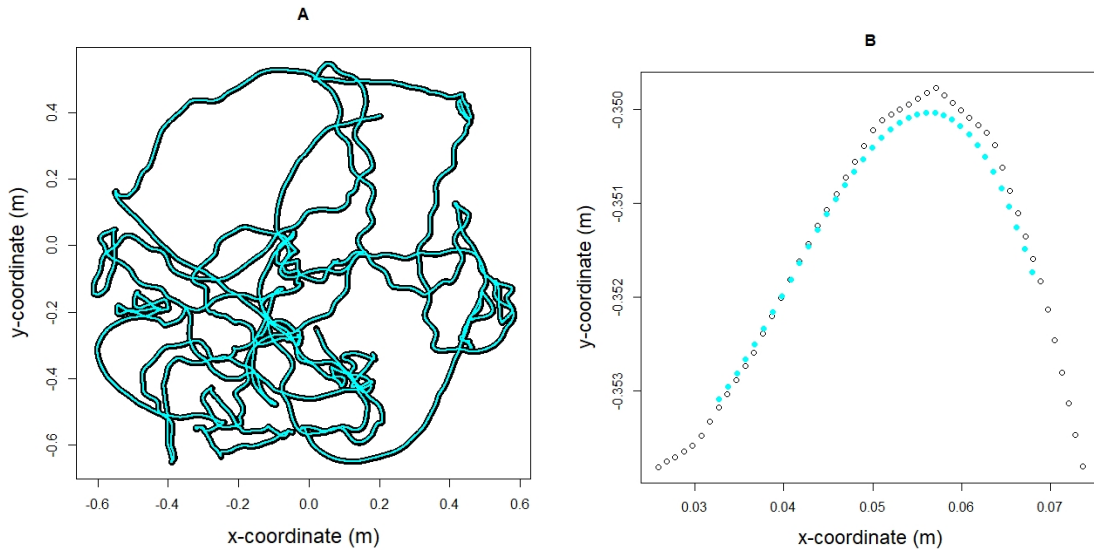 A
y-coordinate (m)
0.4
0.2
0.0
-0.2
-0.4
-0.6
-0.6 -0.4 -0.2 0.0 0.2 0.4 0.6
x-coordinate (m)
B
y-coordinate (m)
-0.350
-0.351
-0.352
-0.353
0.03 0.04 0.05 0.06 0.07
x-coordinate (m)